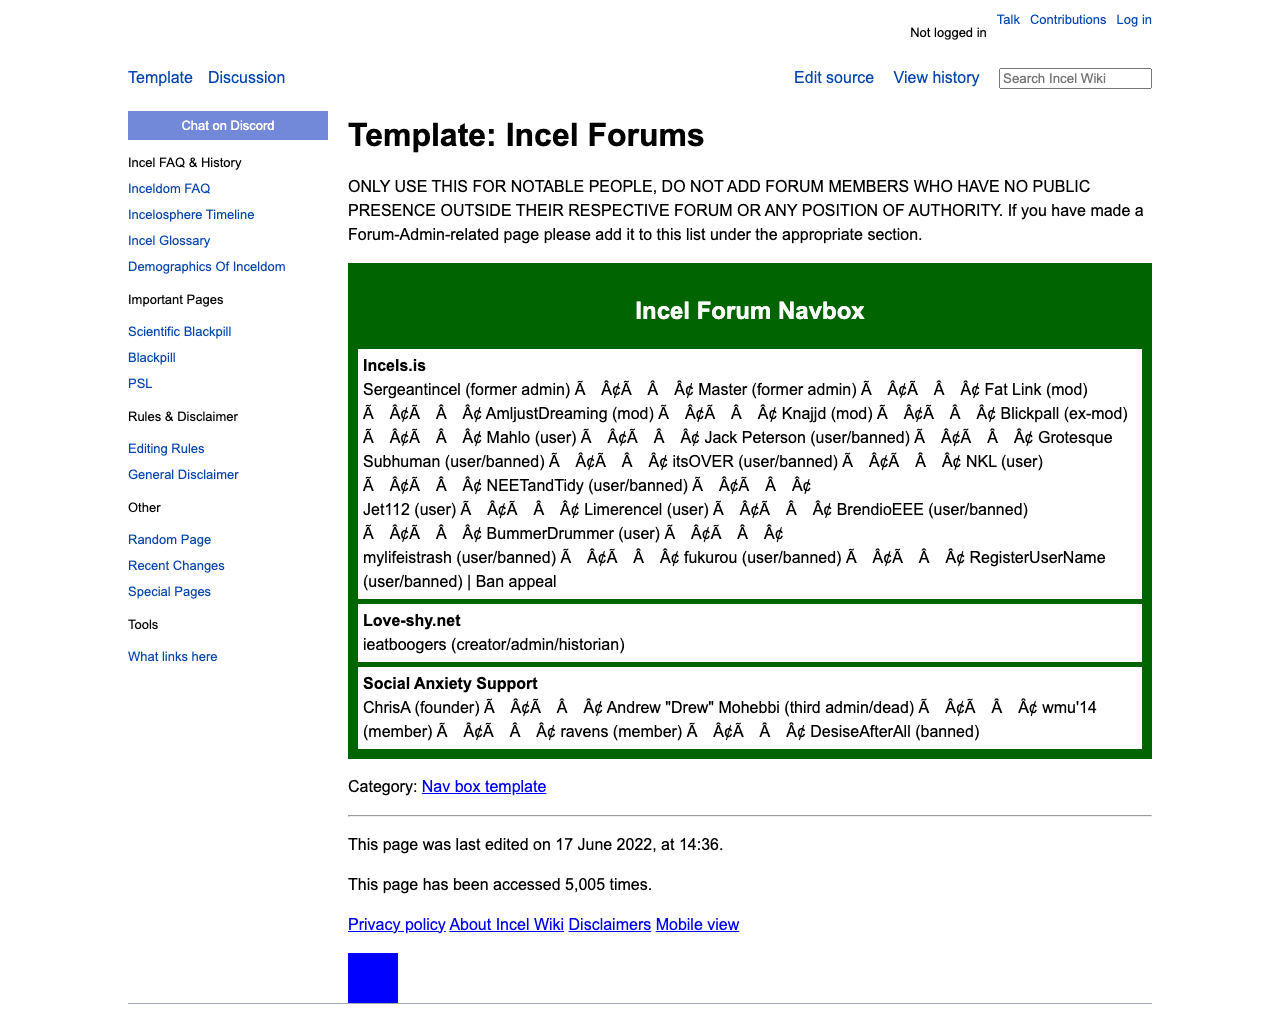 Not logged in Talk Contributions Log in
Template Discussion Edit source View history Search Incel Wiki
Chat on Discord
Incel FAQ & History
Inceldom FAQ
Incelosphere Timeline
Incel Glossary
Demographics Of Inceldom
Important Pages
Scientific Blackpill
Blackpill
PSL
Rules & Disclaimer
Editing Rules
General Disclaimer
Other
Random Page
Recent Changes
Special Pages
Tools
What links here
Template: Incel Forums
ONLY USE THIS FOR NOTABLE PEOPLE, DO NOT ADD FORUM MEMBERS WHO HAVE NO PUBLIC
PRESENCE OUTSIDE THEIR RESPECTIVE FORUM OR ANY POSITION OF AUTHORITY. If you have made a
Forum-Admin-related page please add it to this list under the appropriate section.
Incel Forum Navbox
Incels.is
Sergeantincel (former admin) Ã Â¢Ã Â Â¢ Master (former admin) Ã Â¢Ã Â Â¢ Fat Link (mod)
Ã Â¢Ã Â Â¢ AmljustDreaming (mod) Ã Â¢Ã Â Â¢ Knajjd (mod) Ã Â¢Ã Â Â¢ Blickpall (ex-mod)
Ã Â¢Ã Â Â¢ Mahlo (user) Ã Â¢Ã Â Â¢ Jack Peterson (user/banned) Ã Â¢Ã Â Â¢ Grotesque
Subhuman (user/banned) Ã Â¢Ã Â Â¢ itsOVER (user/banned) Ã Â¢Ã Â Â¢ NKL (user)
Ã Â¢Ã Â Â¢ NEETandTidy (user/banned) Ã Â¢Ã Â Â¢
Jet112 (user) Ã Â¢Ã Â Â¢ Limerencel (user) Ã Â¢Ã Â Â¢ BrendioEEE (user/banned)
Ã Â¢Ã Â Â¢ BummerDrummer (user) Ã Â¢Ã Â Â¢
mylifeistrash (user/banned) Ã Â¢Ã Â Â¢ fukurou (user/banned) Ã Â¢Ã Â Â¢ RegisterUserName
(user/banned) | Ban appeal
Love-shy.net
ieatboogers (creator/admin/historian)
Social Anxiety Support
ChrisA (founder) Ã Â¢Ã Â Â¢ Andrew "Drew" Mohebbi (third admin/dead) Ã Â¢Ã Â Â¢ wmu'14
(member) Ã Â¢Ã Â Â¢ ravens (member) Ã Â¢Ã Â Â¢ DesiseAfterAll (banned)
Category: Nav box template
This page was last edited on 17 June 2022, at 14:36.
This page has been accessed 5,005 times.
Privacy policy About Incel Wiki Disclaimers Mobile view